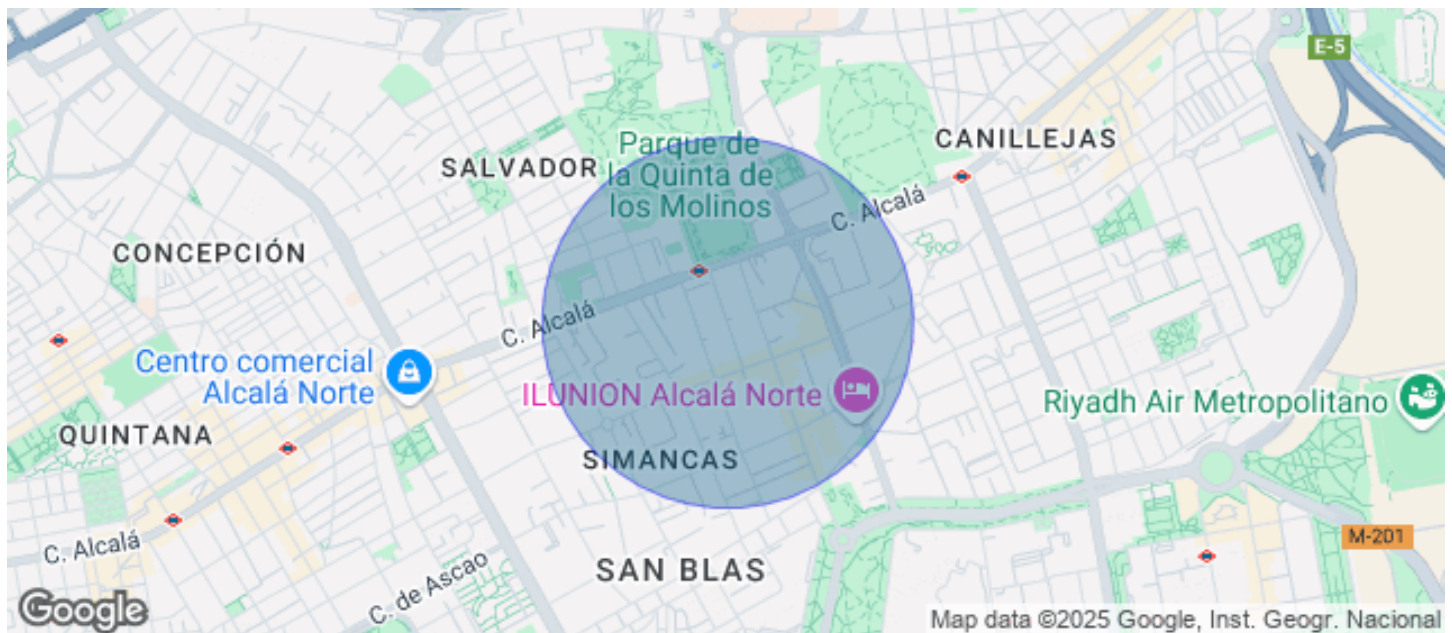 E-5
CANILLEJAS
Parque de
la Quinta de
los Molinos
SALVADOR
C. Alcalá
CONCEPCIÓN
C. Alcalá
Centro comercial
Alcalá Norte
ILUNION Alcalá Norte
Riyadh Air Metropolitano
QUINTANA
SIMANCAS
C. Alcalá
M-201
SAN BLAS
C. de Ascao
Google
Map data ©2025 Google, Inst. Geogr. Nacional